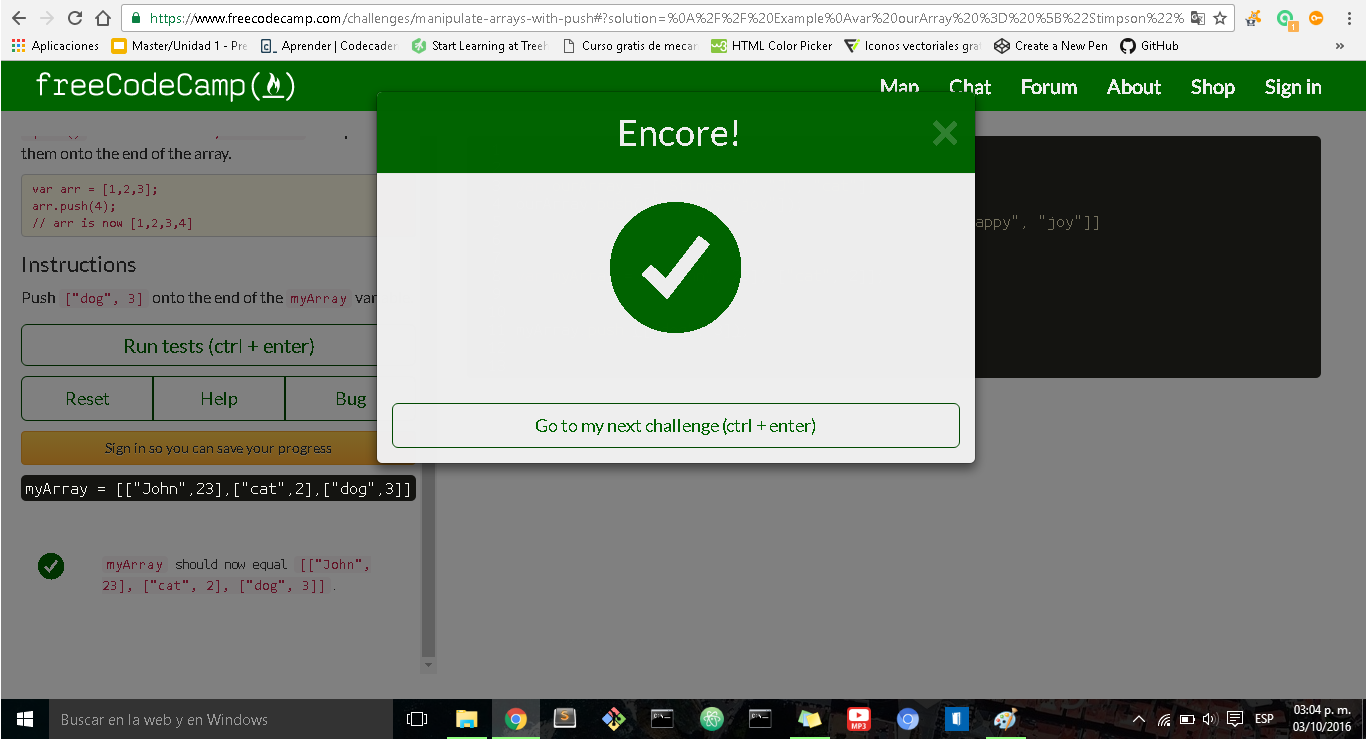 https://www.freecodecamp.com/challenges/manipulate-arrays-with-push#?solution=%0A%2F%2F%20Example%0Avar%20ourArray%20%3D%20%5B%22Stimpson%22%
Aplicaciones Master/Unidad 1 - Pre Aprender | Codecader Start Learning at Treeh Curso gratis de mecar HTML Color Picker Iconos vectoriales gra Create a New Pen GitHub »
freeCodeCamp Map Chat Forum About Shop Sign in
Encore! ×
them onto the end of the array.
var arr = [1,2,3];
arr.push(4);
// arr is now [1,2,3,4]
appy", "joy"]]
Instructions
Push ["dog", 3] onto the end of the myArray var
Run tests (ctrl + enter)
Reset Help Bug
Go to my next challenge (ctrl + enter)
Sign in so you can save your progress
myArray = [["John",23],["cat",2],["dog",3]]
myArray should now equal [["John",
23], ["cat", 2], ["dog", 3]] .
Buscar en la web y en Windows
MP3
ESP
03:04 p. m.
03/10/2016